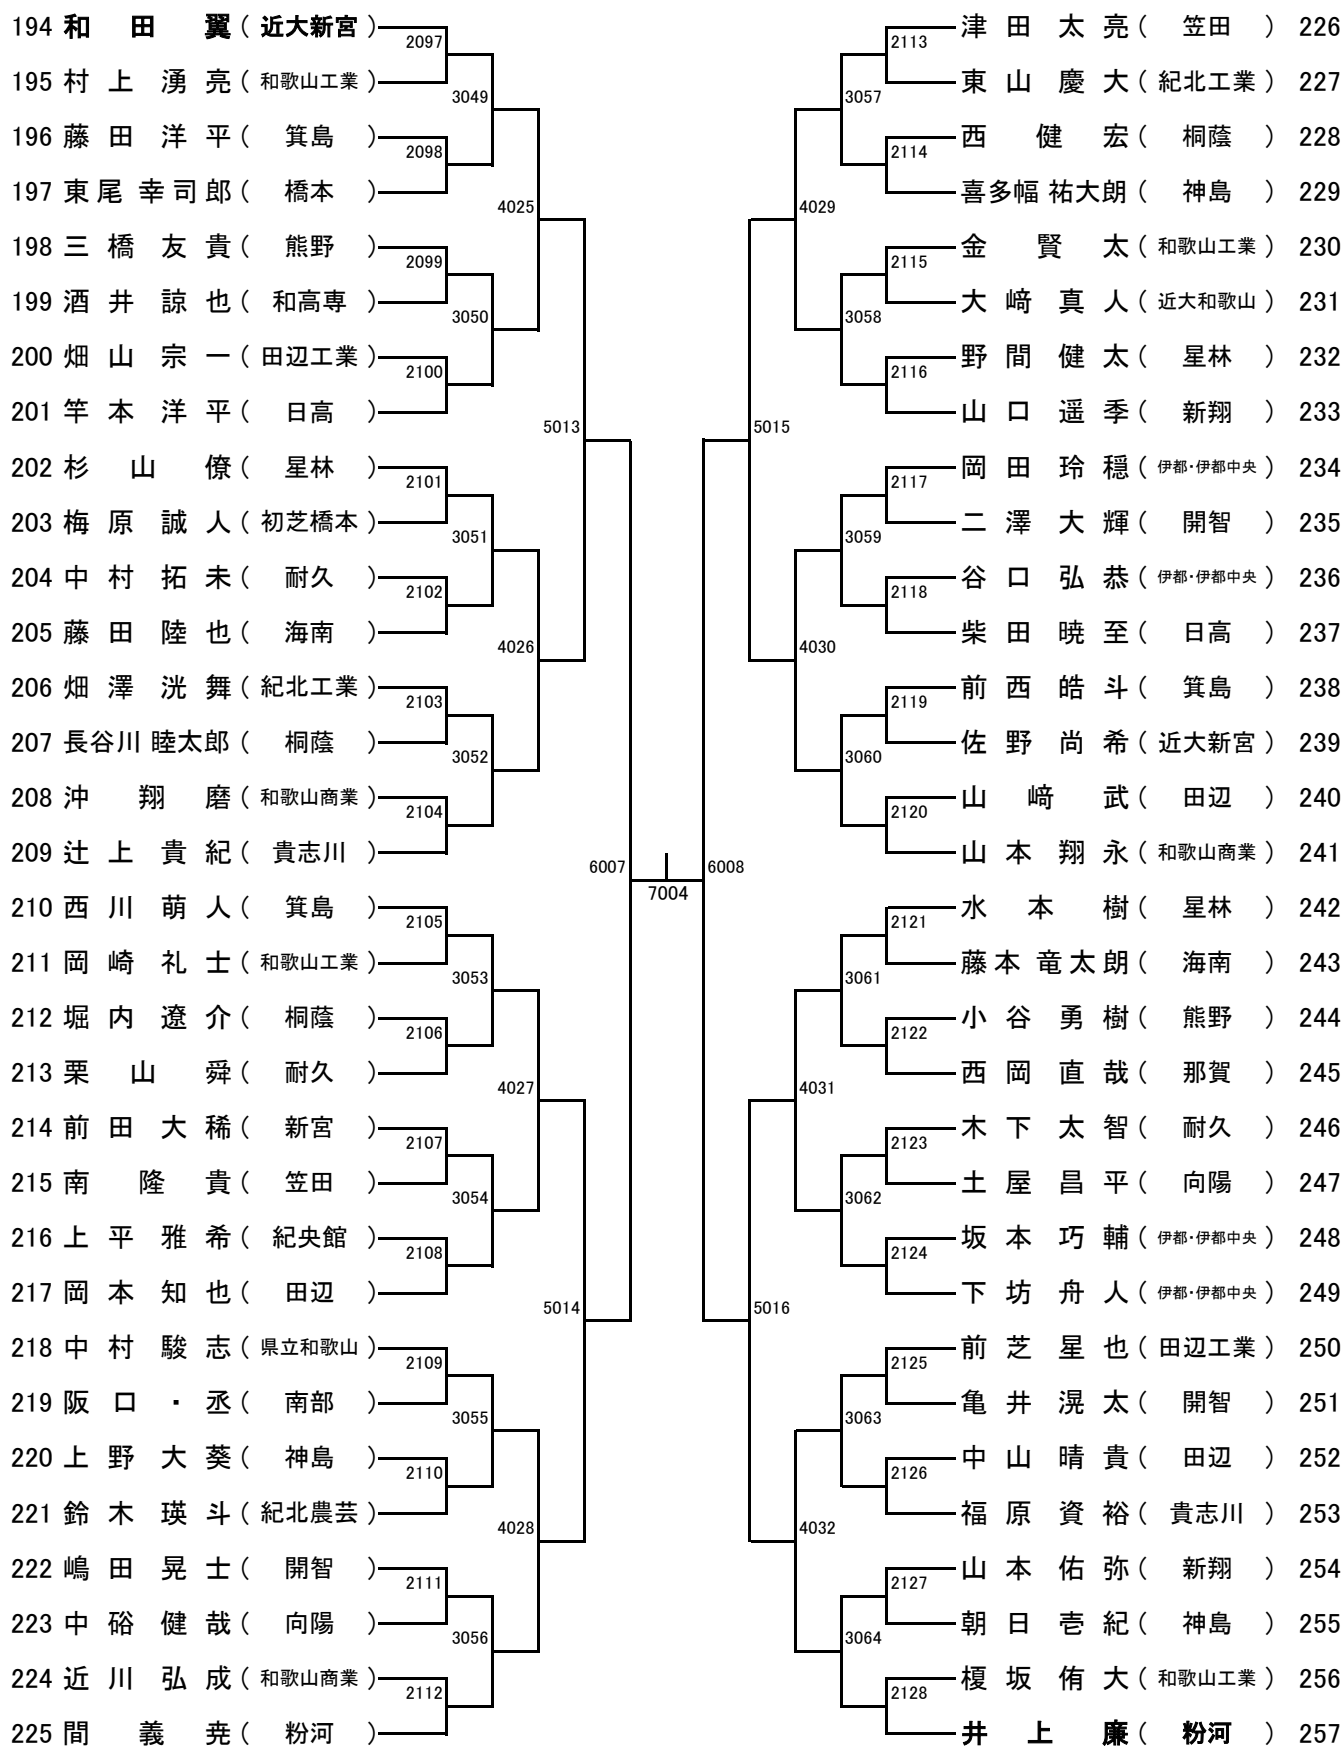 194 和田 翼 ( 近大新宮 )
195 村上 湧亮 ( 和歌山工業 )
196 藤田 洋平 ( 箕島 )
197 東尾 幸司郎 ( 橋本 )
198 三橋 友貴 ( 熊野 )
199 酒井 諒也 ( 和高専 )
200 畑山 宗一 ( 田辺工業 )
201 竿本 洋平 ( 日高 )
202 杉山 僚 ( 星林 )
203 梅原 誠人 ( 初芝橋本 )
204 中村 拓未 ( 耐久 )
205 藤田 陸也 ( 海南 )
206 畑澤 洸舞 ( 紀北工業 )
207 長谷川 睦太郎 ( 桐蔭 )
208 沖 翔磨 ( 和歌山商業 )
209 辻上 貴紀 ( 貴志川 )
210 西川 萌人 ( 箕島 )
211 岡崎 礼士 ( 和歌山工業 )
212 堀内 遼介 ( 桐蔭 )
213 栗山 舜 ( 耐久 )
214 前田 大稀 ( 新宮 )
215 南 隆貴 ( 笠田 )
216 上平 雅希 ( 紀央館 )
217 岡本 知也 ( 田辺 )
218 中村 駿志 ( 県立和歌山 )
219 阪口 ・丞 ( 南部 )
220 上野 大葵 ( 神島 )
221 鈴木 瑛斗 ( 紀北農芸 )
222 嶋田 晃士 ( 開智 )
223 中谺 健哉 ( 向陽 )
224 近川 弘成 ( 和歌山商業 )
225 間 義尭 ( 粉河 )
2097
2098
2099
2100
2101
2102
2103
2104
2105
2106
2107
2108
2109
2110
2111
2112
3049
3050
3051
3052
3053
3054
3055
3056
4025
4026
4027
4028
5013
5014
6007
7004
6008
5015
5016
4029
4030
4031
4032
3057
3058
3059
3060
3061
3062
3063
3064
2113
2114
2115
2116
2117
2118
2119
2120
2121
2122
2123
2124
2125
2126
2127
2128
津田 太亮 ( 笠田 ) 226
東山 慶大 ( 紀北工業 ) 227
西 健宏 ( 桐蔭 ) 228
喜多幅 祐大朗 ( 神島 ) 229
金 賢太 ( 和歌山工業 ) 230
大﨑 真人 ( 近大和歌山 ) 231
野間 健太 ( 星林 ) 232
山口 遥季 ( 新翔 ) 233
岡田 玲穏 ( 伊都・伊都中央 ) 234
二澤 大輝 ( 開智 ) 235
谷口 弘恭 ( 伊都・伊都中央 ) 236
柴田 暁至 ( 日高 ) 237
前西 皓斗 ( 箕島 ) 238
佐野 尚希 ( 近大新宮 ) 239
山﨑 武 ( 田辺 ) 240
山本 翔永 ( 和歌山商業 ) 241
水本 樹 ( 星林 ) 242
藤本 竜太朗 ( 海南 ) 243
小谷 勇樹 ( 熊野 ) 244
西岡 直哉 ( 那賀 ) 245
木下 太智 ( 耐久 ) 246
土屋 昌平 ( 向陽 ) 247
坂本 巧輔 ( 伊都・伊都中央 ) 248
下坊 舟人 ( 伊都・伊都中央 ) 249
前芝 星也 ( 田辺工業 ) 250
亀井 滉太 ( 開智 ) 251
中山 晴貴 ( 田辺 ) 252
福原 資裕 ( 貴志川 ) 253
山本 佑弥 ( 新翔 ) 254
朝日 壱紀 ( 神島 ) 255
榎坂 侑大 ( 和歌山工業 ) 256
井上 廉 ( 粉河 ) 257